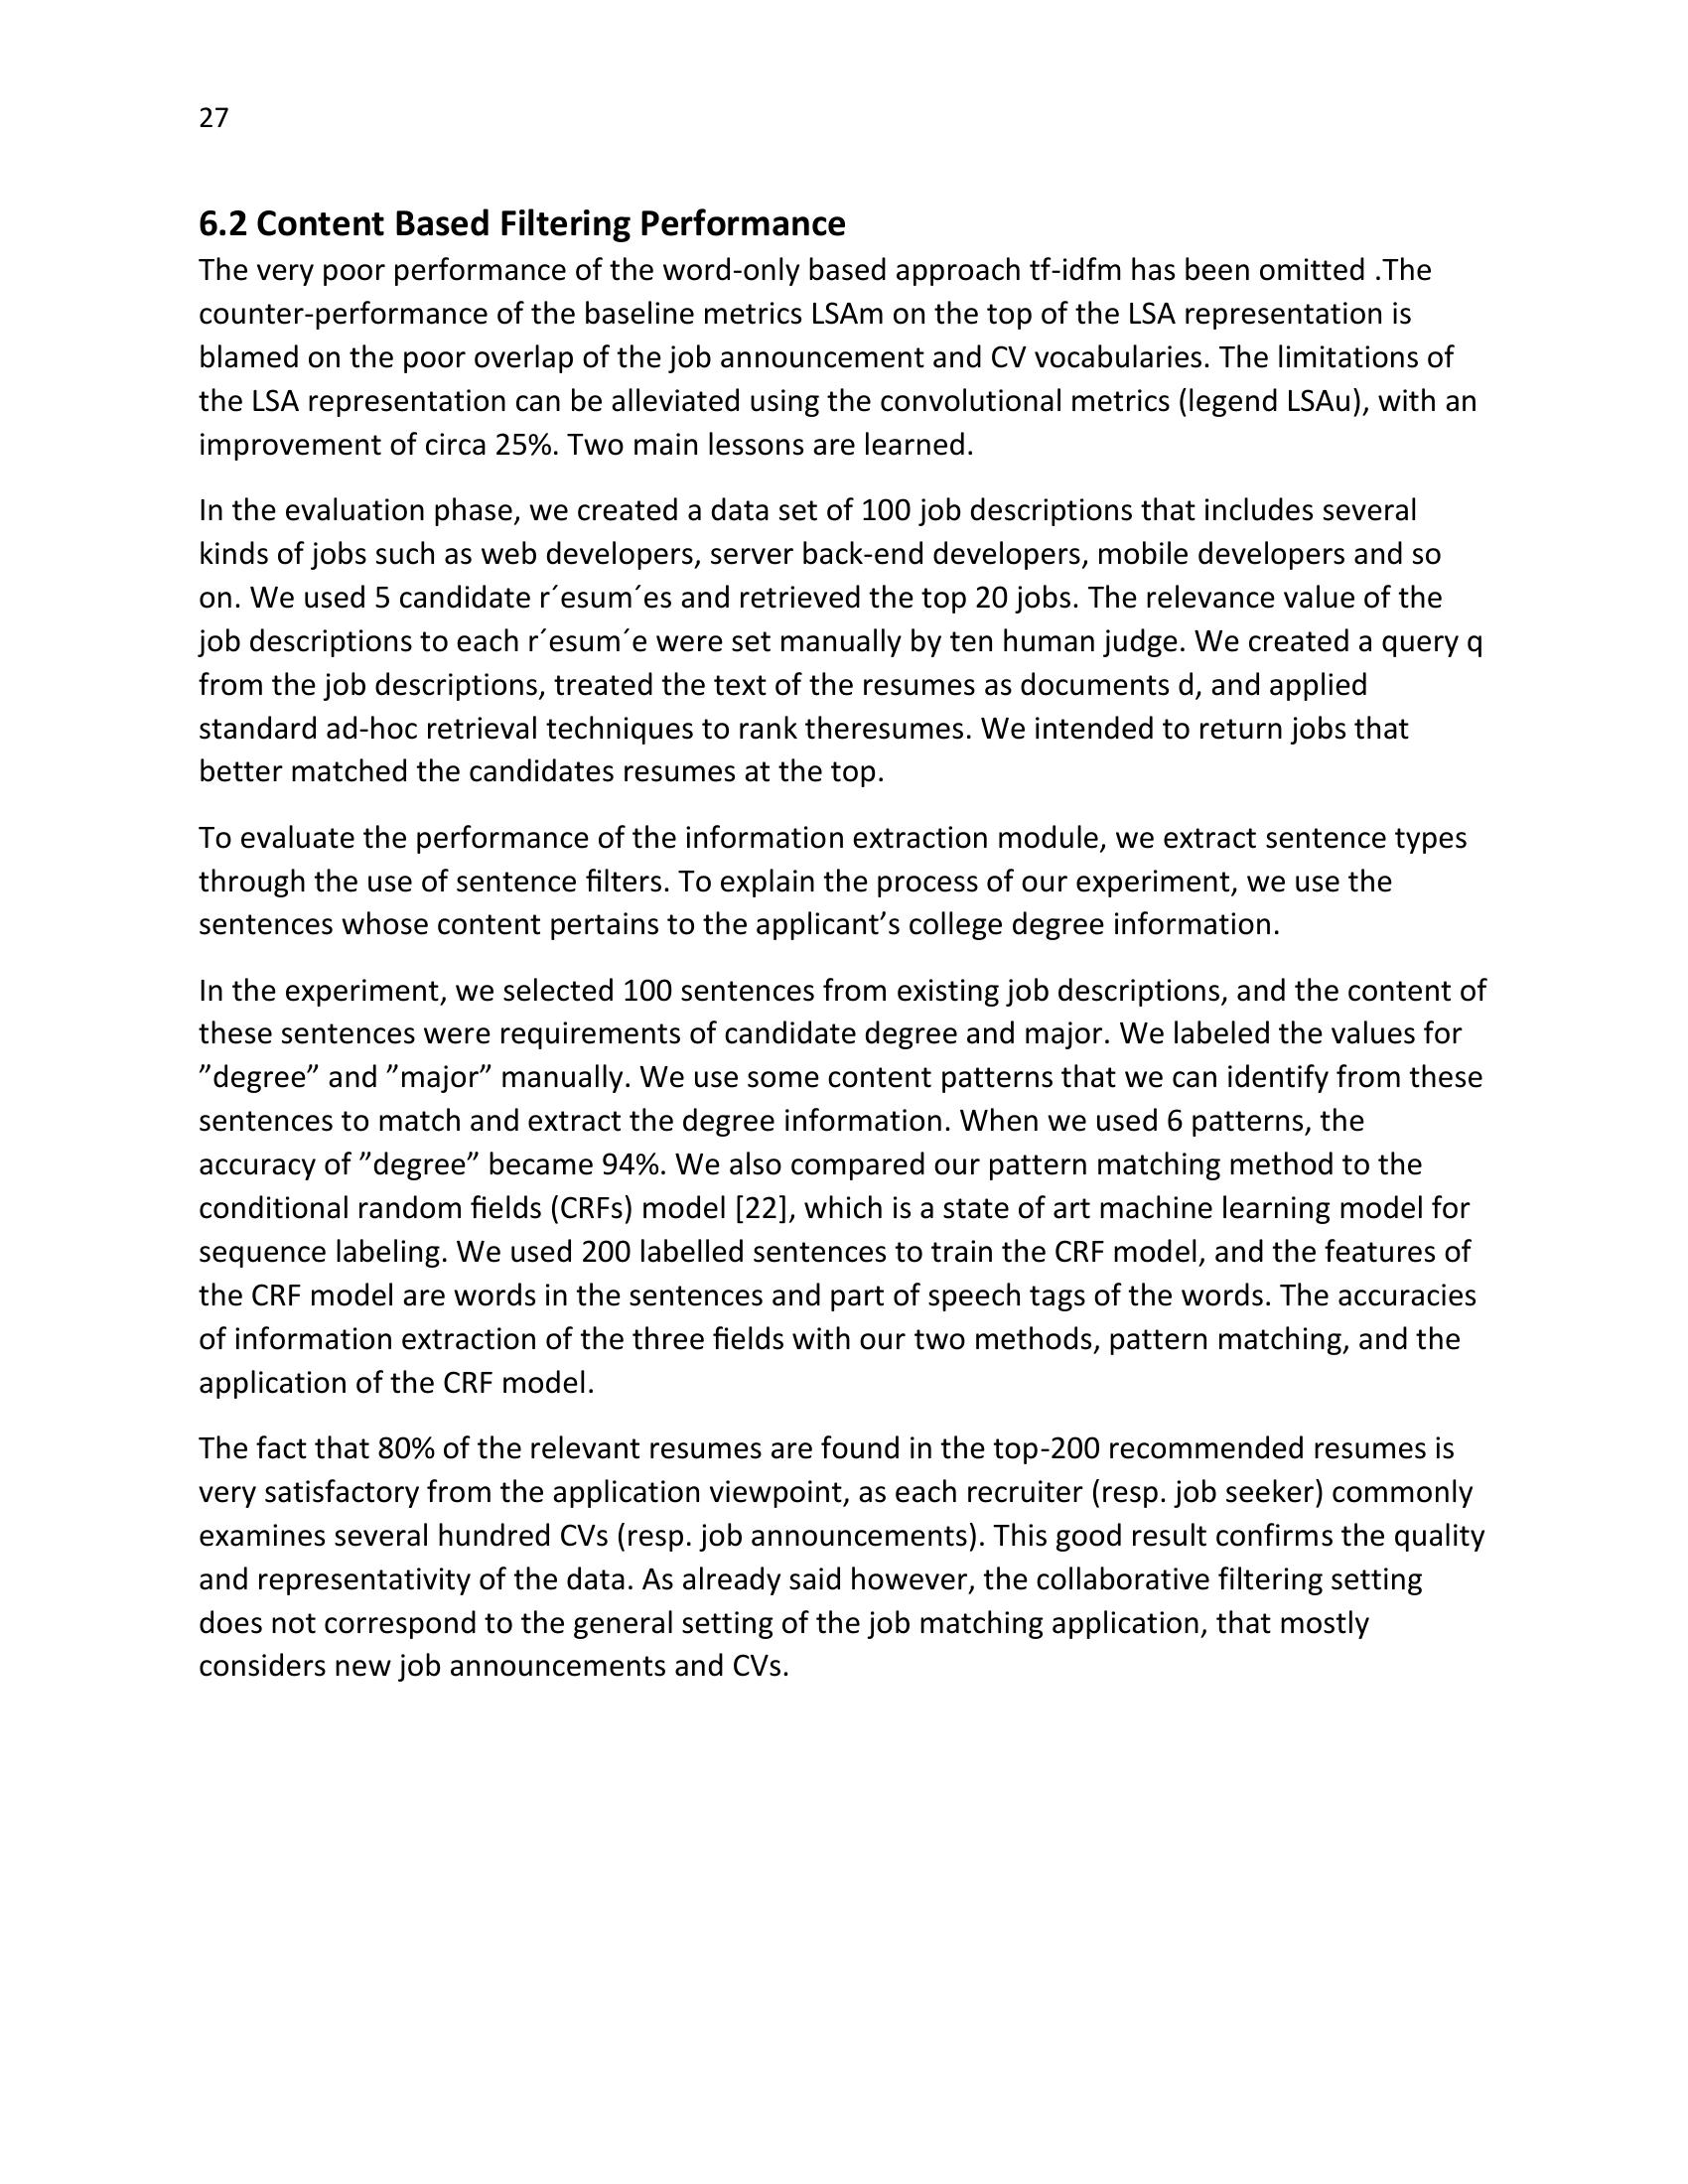 27
6.2 Content Based Filtering Performance
The very poor performance of the word-only based approach tf-idfm has been omitted .The
counter-performance of the baseline metrics LSAm on the top of the LSA representation is
blamed on the poor overlap of the job announcement and CV vocabularies. The limitations of
the LSA representation can be alleviated using the convolutional metrics (legend LSAu), with an
improvement of circa 25%. Two main lessons are learned.
In the evaluation phase, we created a data set of 100 job descriptions that includes several
kinds of jobs such as web developers, server back-end developers, mobile developers and so
on. We used 5 candidate r´esum´es and retrieved the top 20 jobs. The relevance value of the
job descriptions to each r´esum´e were set manually by ten human judge. We created a query q
from the job descriptions, treated the text of the resumes as documents d, and applied
standard ad-hoc retrieval techniques to rank theresumes. We intended to return jobs that
better matched the candidates resumes at the top.
To evaluate the performance of the information extraction module, we extract sentence types
through the use of sentence filters. To explain the process of our experiment, we use the
sentences whose content pertains to the applicant’s college degree information.
In the experiment, we selected 100 sentences from existing job descriptions, and the content of
these sentences were requirements of candidate degree and major. We labeled the values for
”degree” and ”major” manually. We use some content patterns that we can identify from these
sentences to match and extract the degree information. When we used 6 patterns, the
accuracy of ”degree” became 94%. We also compared our pattern matching method to the
conditional random fields (CRFs) model [22], which is a state of art machine learning model for
sequence labeling. We used 200 labelled sentences to train the CRF model, and the features of
the CRF model are words in the sentences and part of speech tags of the words. The accuracies
of information extraction of the three fields with our two methods, pattern matching, and the
application of the CRF model.
The fact that 80% of the relevant resumes are found in the top-200 recommended resumes is
very satisfactory from the application viewpoint, as each recruiter (resp. job seeker) commonly
examines several hundred CVs (resp. job announcements). This good result confirms the quality
and representativity of the data. As already said however, the collaborative filtering setting
does not correspond to the general setting of the job matching application, that mostly
considers new job announcements and CVs.